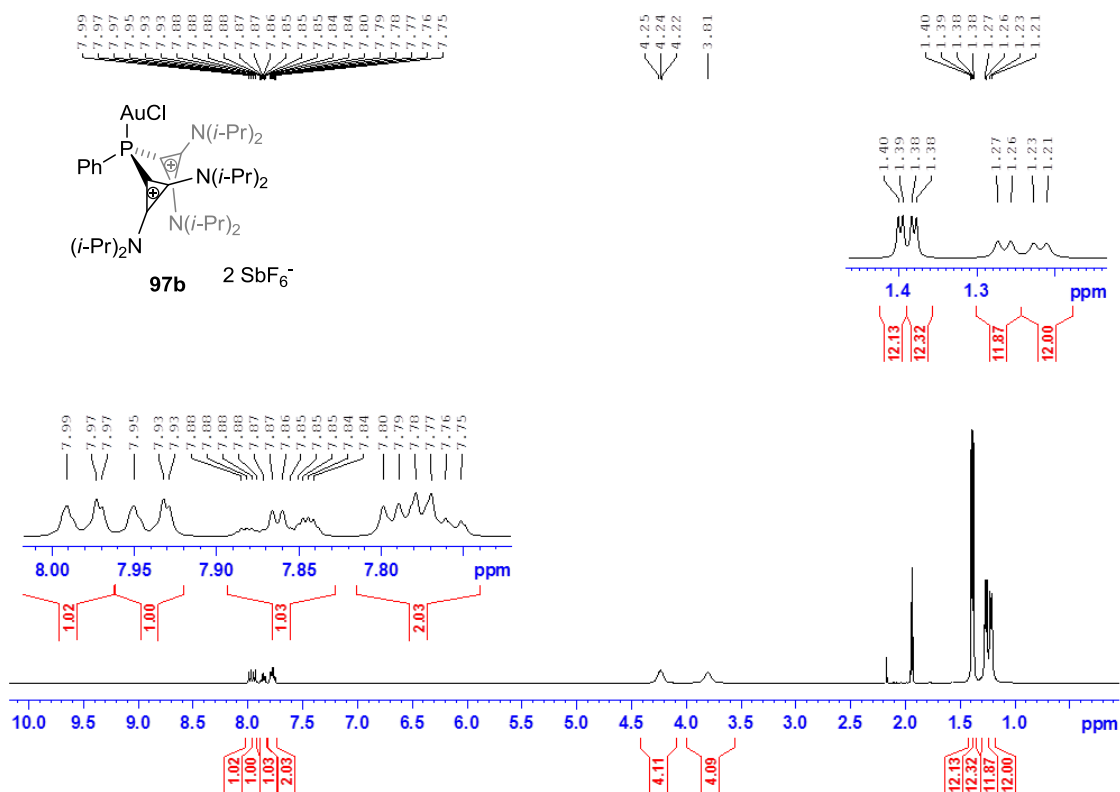 7.99 7.97 7.97 7.95 7.93 7.93 7.88 7.88 7.88 7.88 7.87 7.87 7.86 7.85 7.85 7.85 7.84 7.84 7.80 7.79 7.78 7.77 7.76 7.75
4.25 4.24 4.22 3.81
1.40 1.39 1.38 1.38 1.27 1.26 1.23 1.21
AuCl
N(i-Pr)2
P
Ph
⊕
N(i-Pr)2
⊕
N(i-Pr)2
(i-Pr)2N
97b 2 SbF6-
1.40 1.39 1.38 1.38 1.27 1.26 1.23 1.21
1.4 1.3 ppm
12.13 12.32 11.87 12.00
7.99 7.97 7.97 7.95 7.93 7.93 7.88 7.88 7.88 7.88 7.87 7.87 7.86 7.85 7.85 7.85 7.84 7.84 7.80 7.79 7.78 7.77 7.76 7.75
8.00 7.95 7.90 7.85 7.80 ppm
1.02 1.00 1.03 2.03
10.0 9.5 9.0 8.5 8.0 7.5 7.0 6.5 6.0 5.5 5.0 4.5 4.0 3.5 3.0 2.5 2.0 1.5 1.0 ppm
1.02 1.00 1.03 2.03 4.11 4.09 12.13 12.32 11.87 12.00